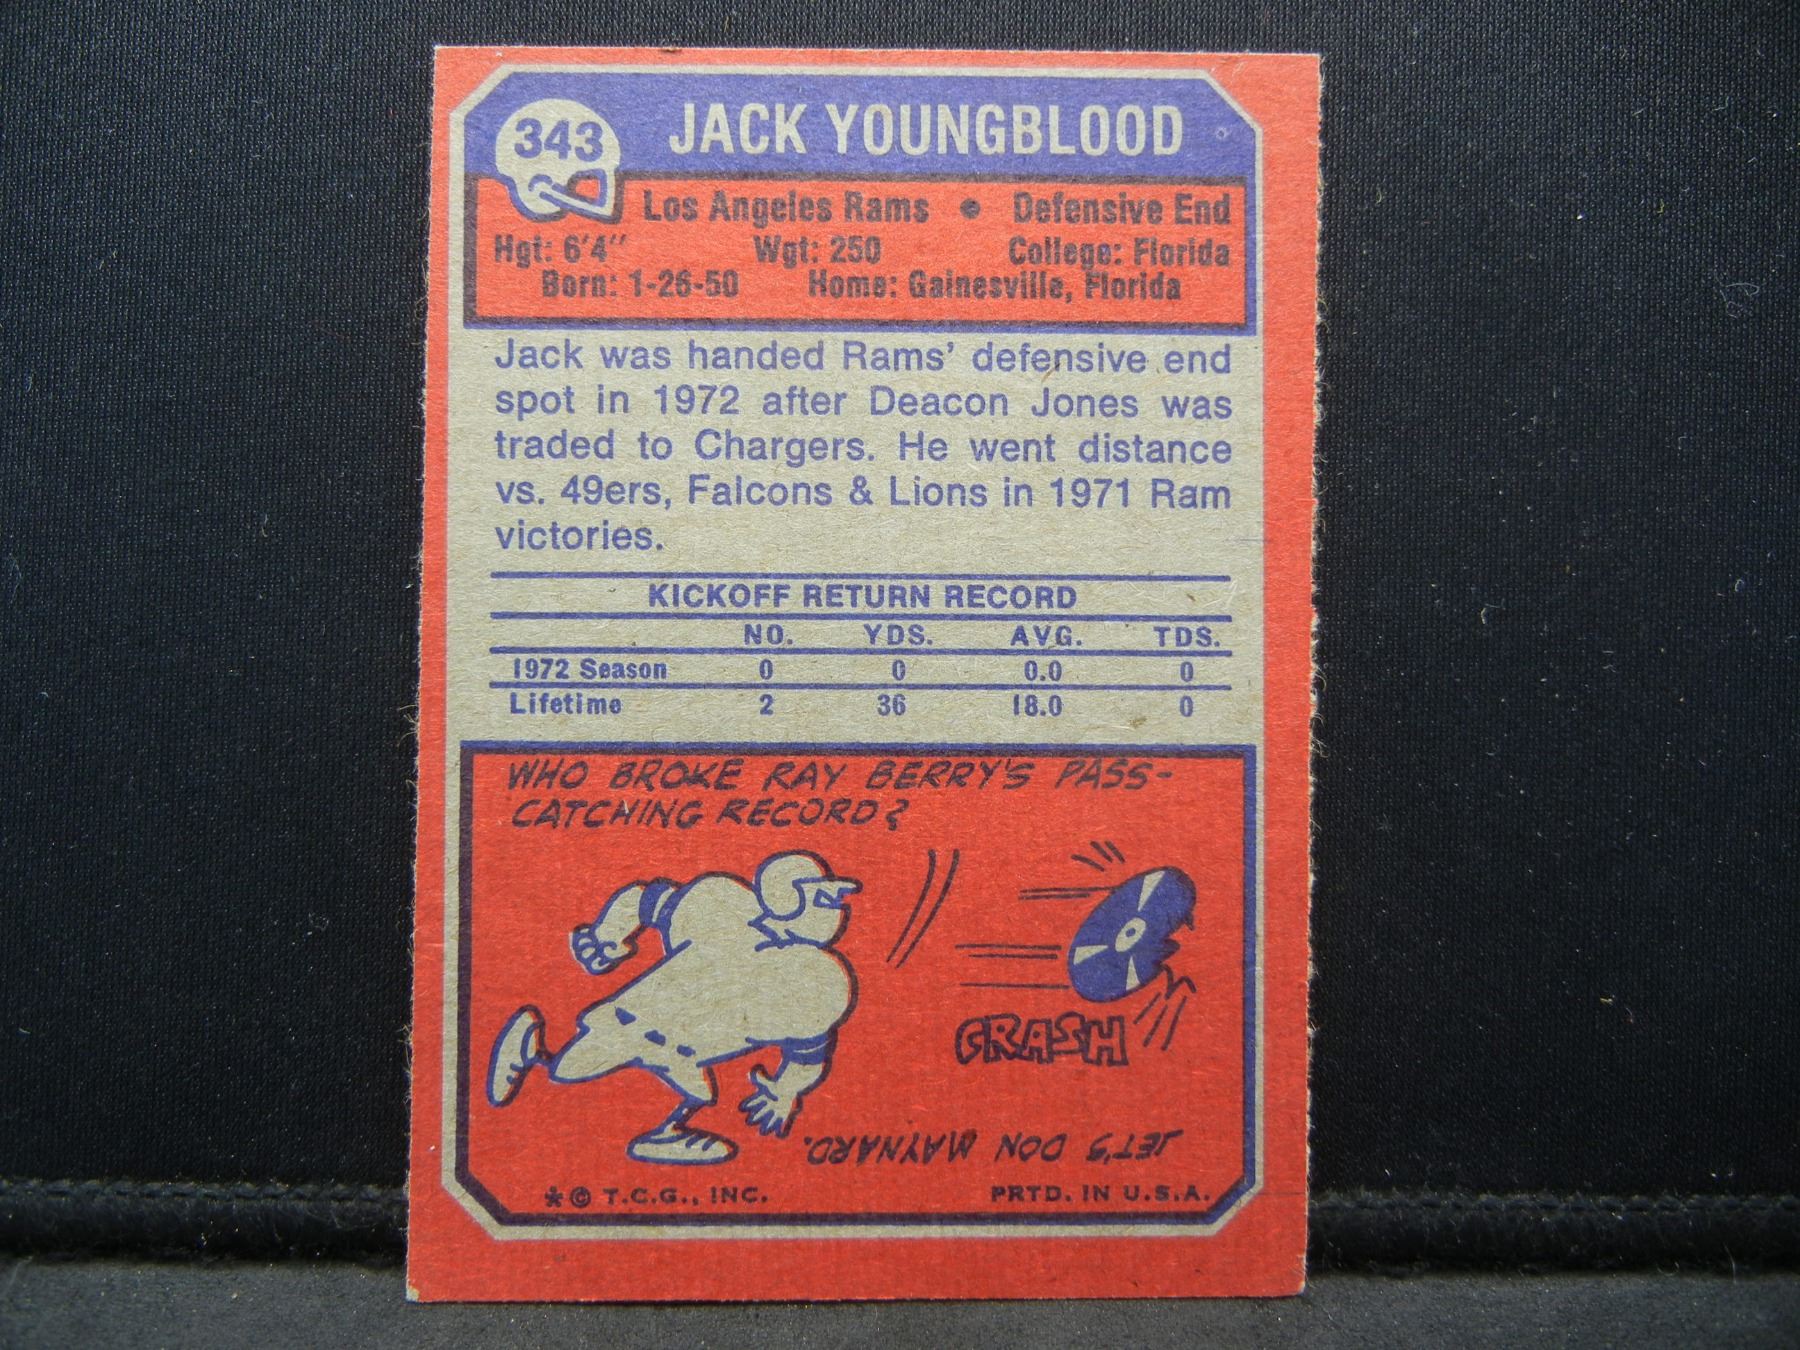 343
JACK YOUNGBLOOD
Los Angeles Rams • Defensive End
Hgt: 6'4" Wgt: 250 College: Florida
Born: 1-26-50 Home: Gainesville, Florida
Jack was handed Rams' defensive end
spot in 1972 after Deacon Jones was
traded to Chargers. He went distance
vs. 49ers, Falcons & Lions in 1971 Ram
victories.
KICKOFF RETURN RECORD
NO. YDS. AVG. TDS.
1972 Season 0 0 0.0 0
Lifetime 2 36 18.0 0
WHO BROKE RAY BERRY'S PASS-
CATCHING RECORD?
CRASH
JET'S DON MAYNARD.
* © T.C.G., INC. PRTD. IN U.S.A.